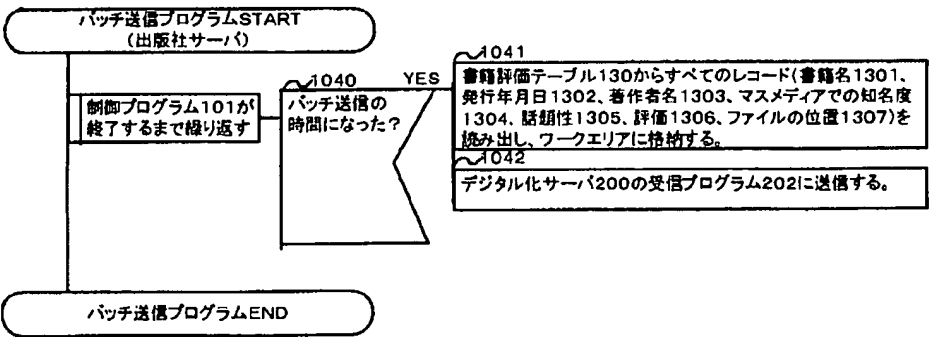 バッチ送信プログラムSTART
(出版社サーバ)
制御プログラム101が
終了するまで繰り返す
1040
YES
バッチ送信の
時間になった?
1041
書籍評価テーブル130からすべてのレコード(書籍名1301、
発行年月日1302、著作者名1303、マスメディアでの知名度
1304、話題性1305、評価1306、ファイルの位置1307)を
読み出し、ワークエリアに格納する。
1042
デジタル化サーバ200の受信プログラム202に送信する。
バッチ送信プログラムEND